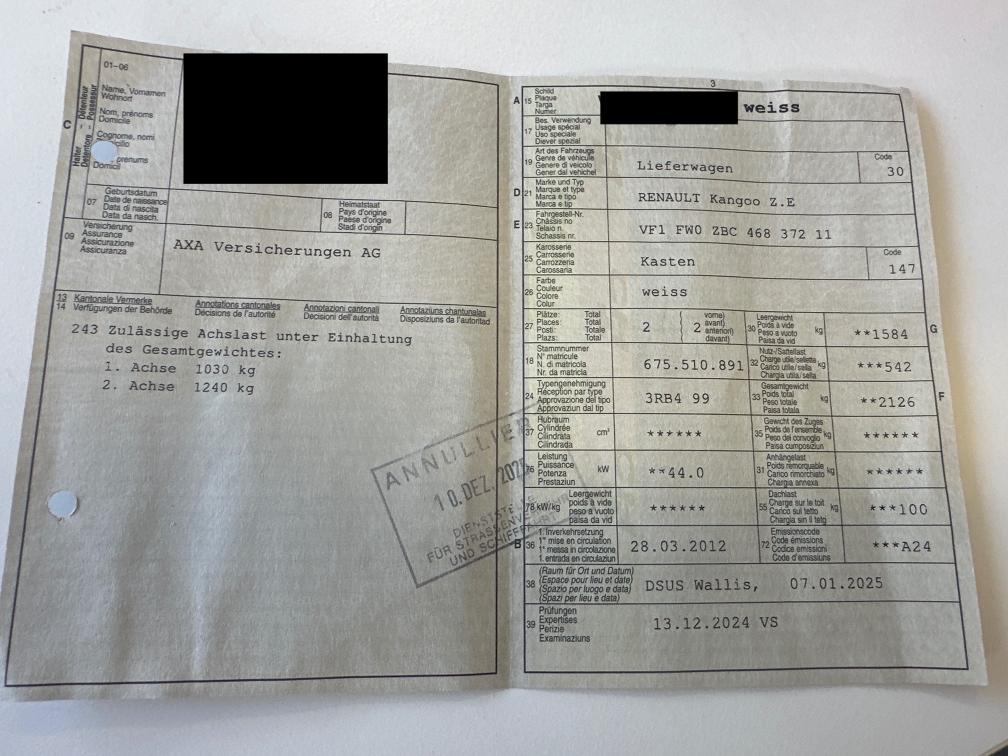 01-06
Halter - Détenteur
Detentore - Possessur
C
Name, Vornamen
Wohnort
Nom, prénoms
Domicile
Cognome, nomi
prenums
Domicil
07
Geburtsdatum
Date de naissance
Data di nascita
Data da nasch.
08
Heimatstaat
Pays d'origine
Paese d'origine
Stadi d'origin
09
Versicherung
Assurance
Assicurazione
Assicuranza
AXA Versicherungen AG
13 Kantonale Vermerke Annotations cantonales Annotazioni cantonali Annotaziuns chantunalas
14 Verfügungen der Behörde Décisions de l'autorité Decisioni dell'autorità Disposiziuns da l'autoritad
243 Zulässige Achslast unter Einhaltung
des Gesamtgewichtes:
1. Achse 1030 kg
2. Achse 1240 kg
ANNULLIER
10. DEZ. 2025
DIENSTSTELLE
FÜR STRASSENVERKEHR
UND SCHIFFFAHRT
3
A 15
Schild
Plaque
Targa
Numer
weiss
17
Bes. Verwendung
Usage spécial
Uso speciale
Diever spezial
19
Art des Fahrzeugs
Genre de véhicule
Genere di veicolo
Gener dal vehichel
Lieferwagen
Code
30
D 21
Marke und Typ
Marque et type
Marca e tipo
Marca e tip
RENAULT Kangoo Z.E
E 23
Fahrgestell-Nr.
Châssis no
Telaio n.
Schassis nr.
VF1 FW0 ZBC 468 372 11
25
Karosserie
Carrosserie
Carrozzeria
Carossaria
Kasten
Code
147
26
Farbe
Couleur
Colore
Colur
weiss
27
Plätze: Total
Places: Total
Posti: Totale
Plazs: Total
2
( 2
vorne)
avant)
anteriori)
davant)
30
Leergewicht
Poids à vide
Peso a vuoto
Paisa da vid
kg
**1584
G
18
Stammnummer
N° matricule
N. di matricola
Nr. da matricla
675.510.891
32
Nutz-/Sattellast
Charge utile/sellette
Carico utile/sella
Chargia utila/sella
kg
***542
24
Typengenehmigung
Réception par type
Approvazione del tipo
Approvaziun dal tip
3RB4 99
33
Gesamtgewicht
Poids total
Peso totale
Paisa totala
kg
**2126
F
37
Hubraum
Cylindrée
Cilindrata
Cilindrada
cm³
******
35
Gewicht des Zuges
Poids de l'ensemble
Peso del convoglio
Paisa cumposiziun
kg
******
76
Leistung
Puissance
Potenza
Prestaziun
kW
**44.0
31
Anhängelast
Poids remorquable
Carico rimorchiato
Chargia annexa
kg
******
78 kW/kg
Leergewicht
poids à vide
peso a vuoto
paisa da vid
******
55
Dachlast
Charge sur le toit
Carico sul tetto
Chargia sin il tetg
kg
***100
B 36
1. Inverkehrsetzung
1re mise en circulation
1a messa in circolazione
1. entrada en circulaziun
28.03.2012
72
Emissionscode
Code émissions
Codice emissioni
Code d'emissiuns
***A24
38
(Raum für Ort und Datum)
(Espace pour lieu et date)
(Spazio per luogo e data)
(Spazi per lieu e data)
DSUS Wallis, 07.01.2025
39
Prüfungen
Expertises
Perizie
Examinaziuns
13.12.2024 VS